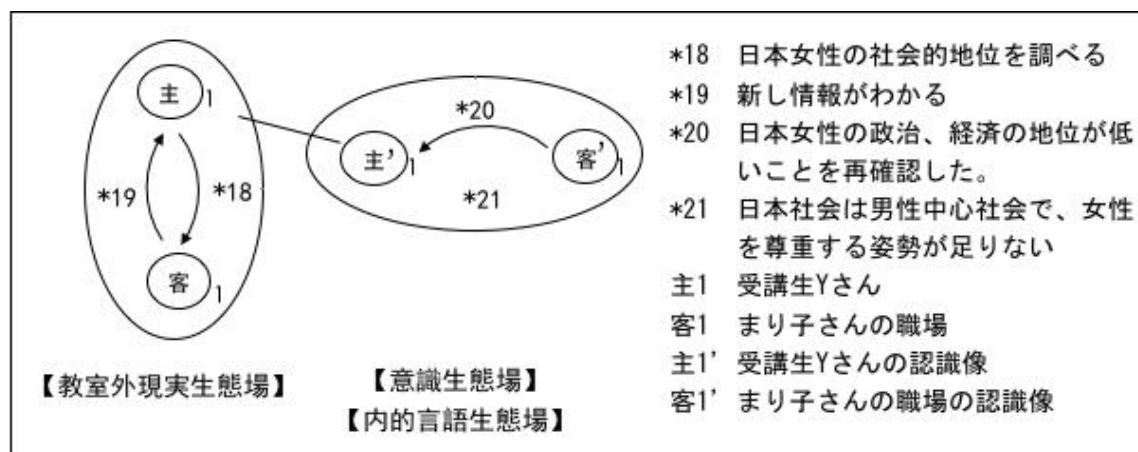 主1
*19
*18
客1
【教室外現実生態場】
*20
主’1
客’1
*21
【意識生態場】
【内的言語生態場】
*18 日本女性の社会的地位を調べる
*19 新し情報がわかる
*20 日本女性の政治、経済の地位が低
いことを再確認した。
*21 日本社会は男性中心社会で、女性
を尊重する姿勢が足りない
主1 受講生Yさん
客1 まり子さんの職場
主1’ 受講生Yさんの認識像
客1’ まり子さんの職場の認識像